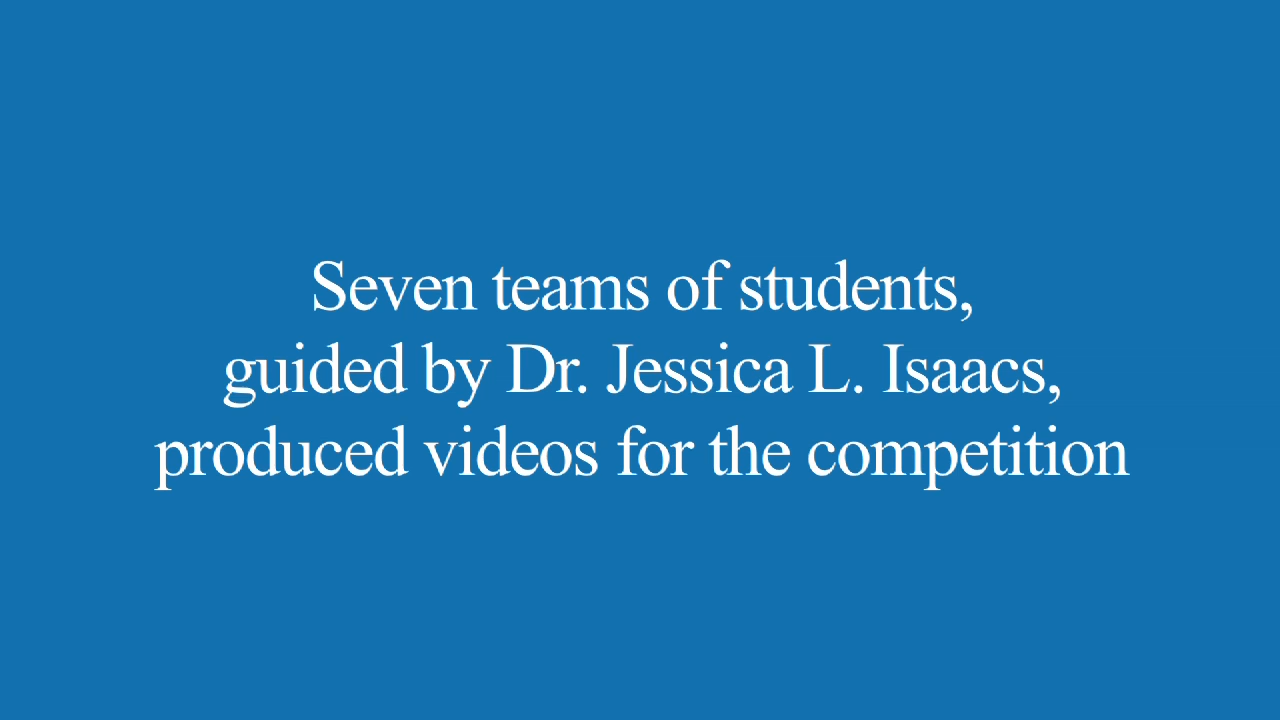 Seven teams of students,
guided by Dr. Jessica L. Isaacs,
produced videos for the competition